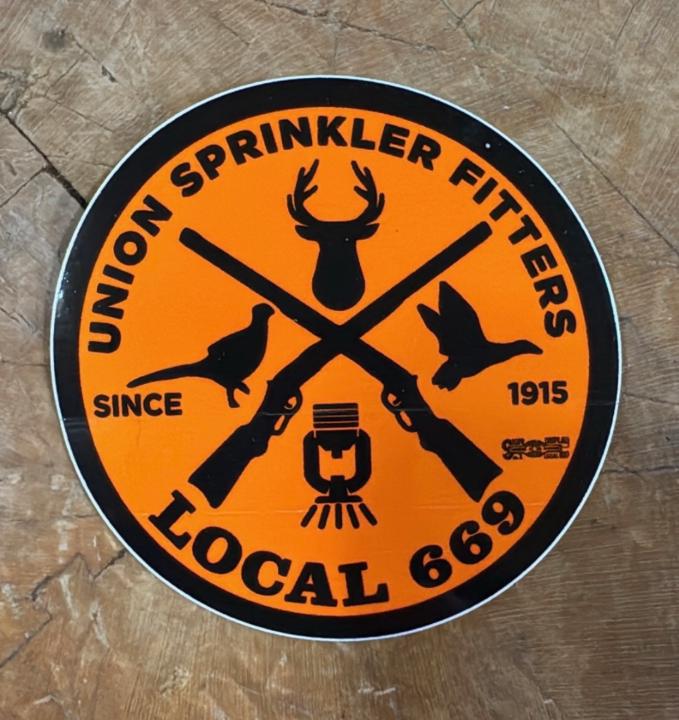 UNION SPRINKLER FITTERS
SINCE
1915
LOCAL 669